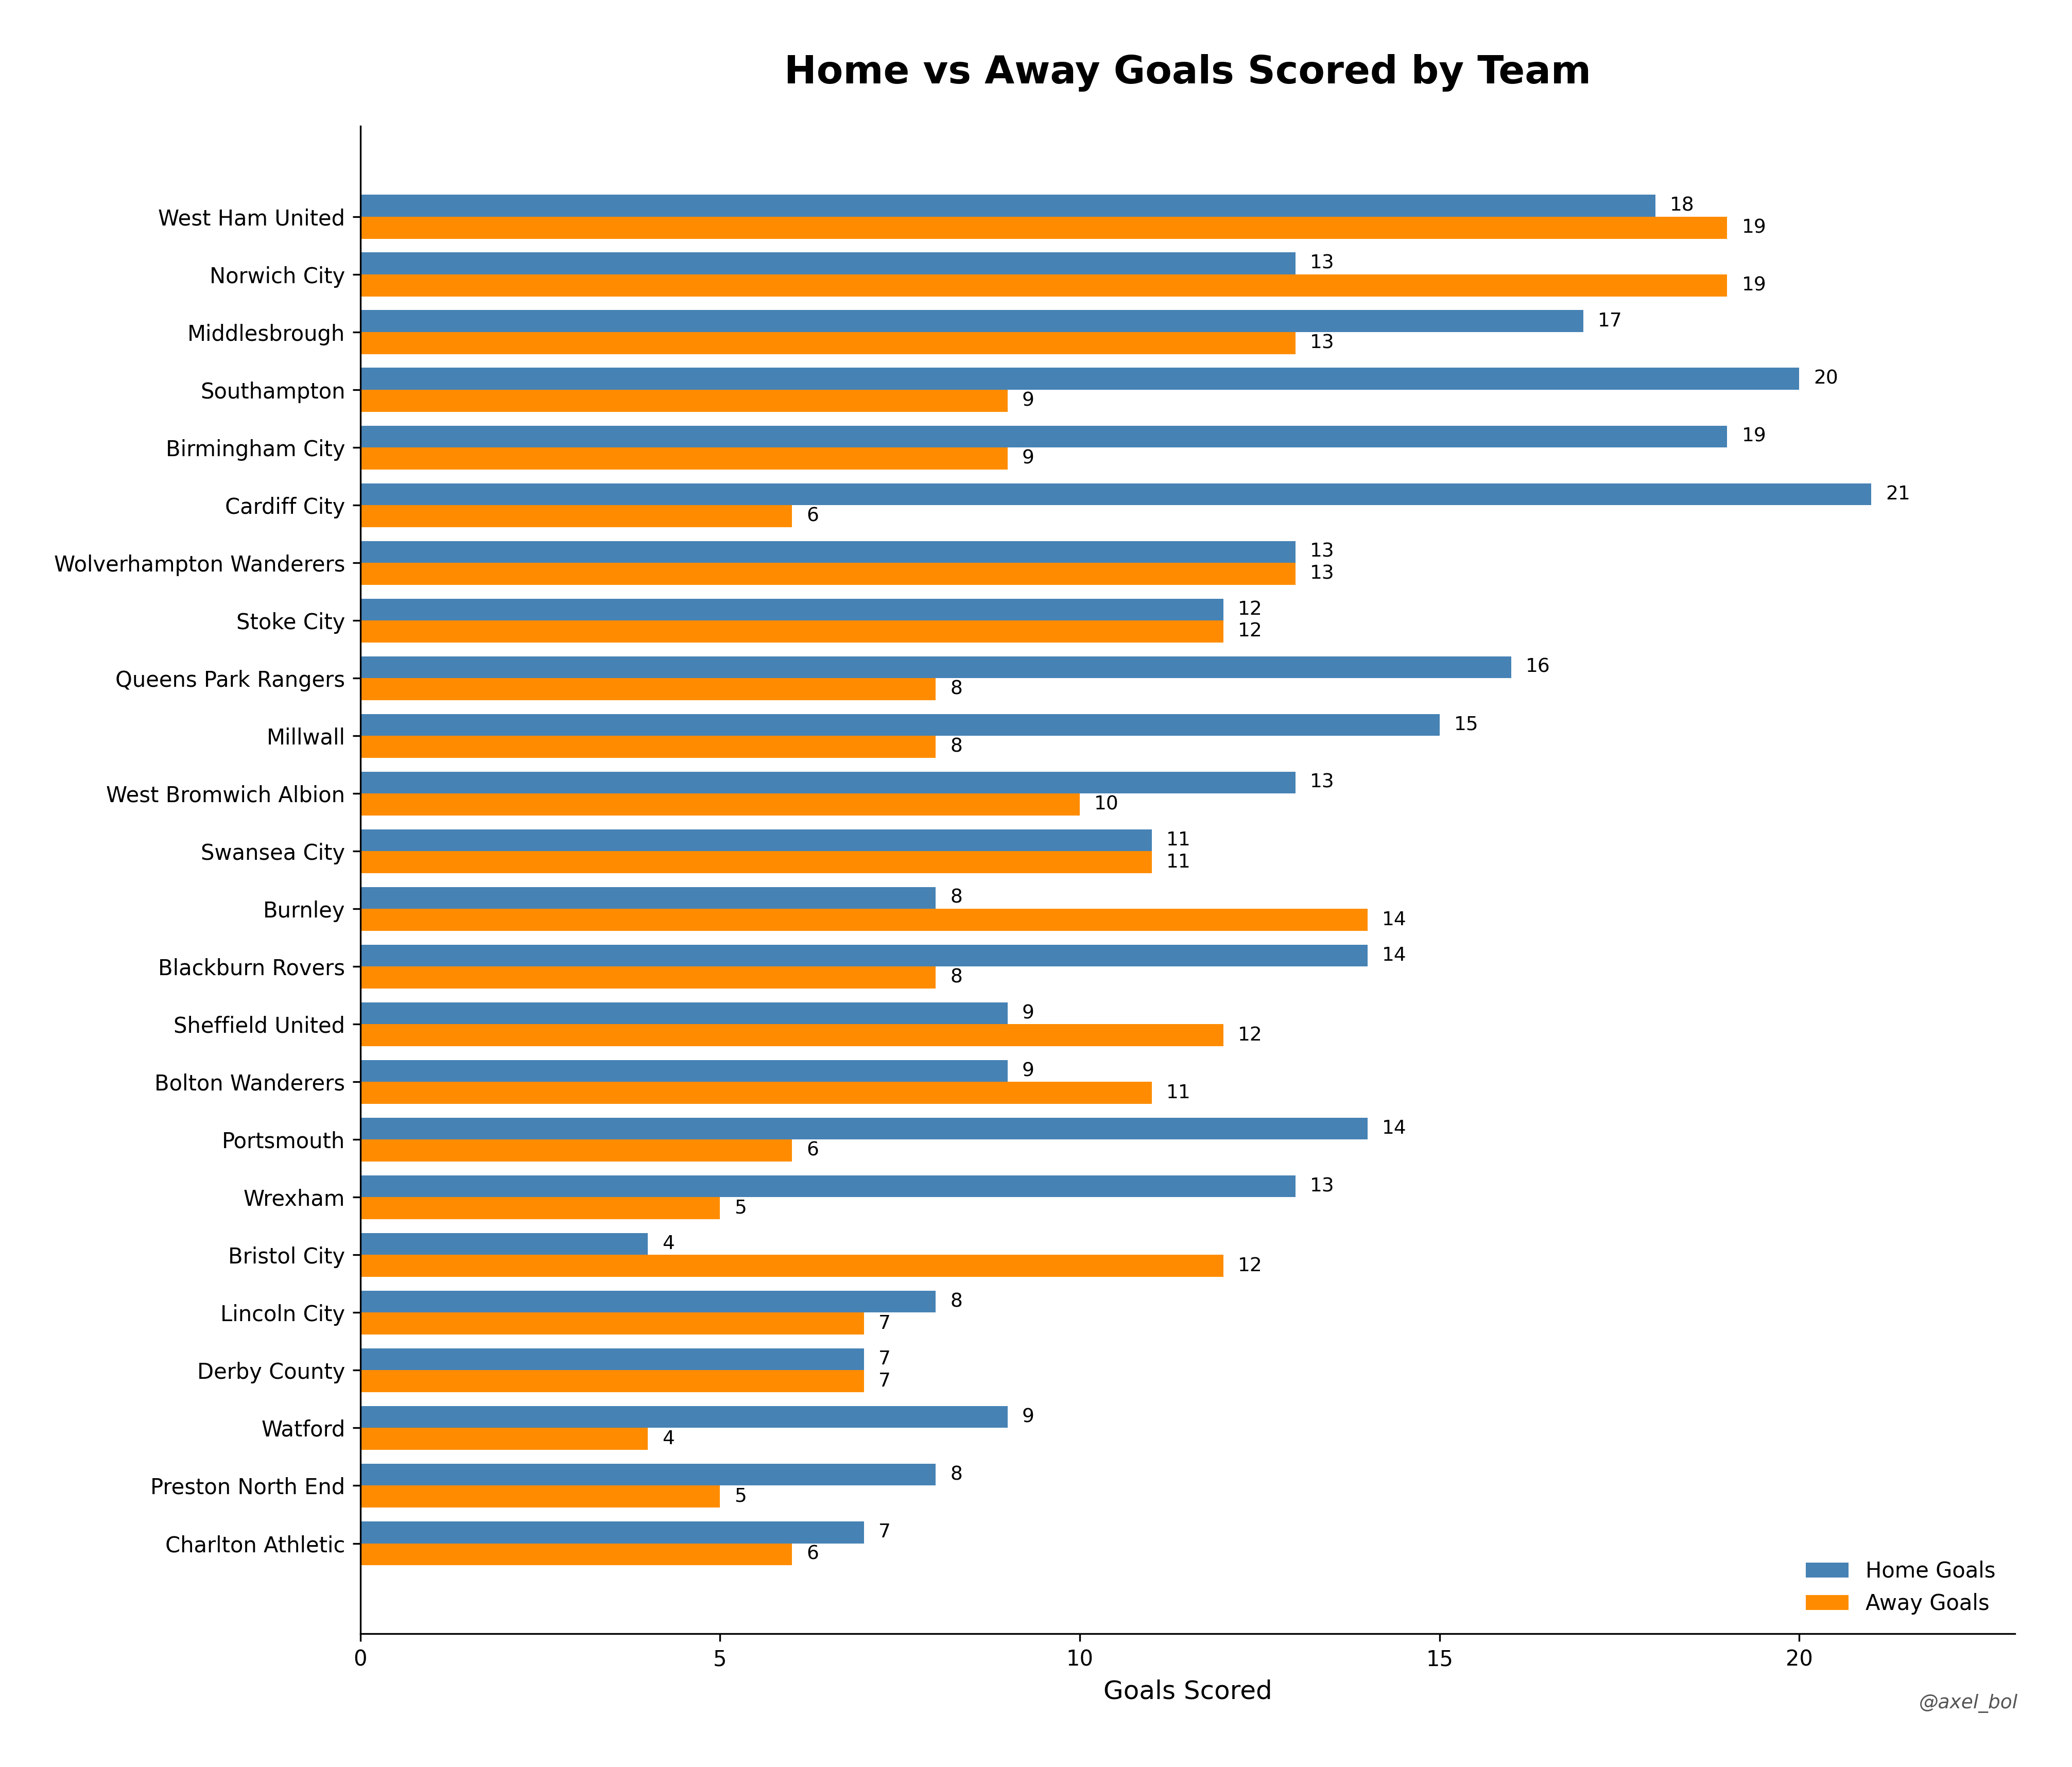 Home vs Away Goals Scored by Team
West Ham United
18
19
Norwich City
13
19
Middlesbrough
17
13
Southampton
20
9
Birmingham City
19
9
Cardiff City
21
6
Wolverhampton Wanderers
13
13
Stoke City
12
12
Queens Park Rangers
16
8
Millwall
15
8
West Bromwich Albion
13
10
Swansea City
11
11
Burnley
8
14
Blackburn Rovers
14
8
Sheffield United
9
12
Bolton Wanderers
9
11
Portsmouth
14
6
Wrexham
13
5
Bristol City
4
12
Lincoln City
8
7
Derby County
7
7
Watford
9
4
Preston North End
8
5
Charlton Athletic
7
6
Home Goals
Away Goals
0 5 10 15 20
Goals Scored
@axel_bol